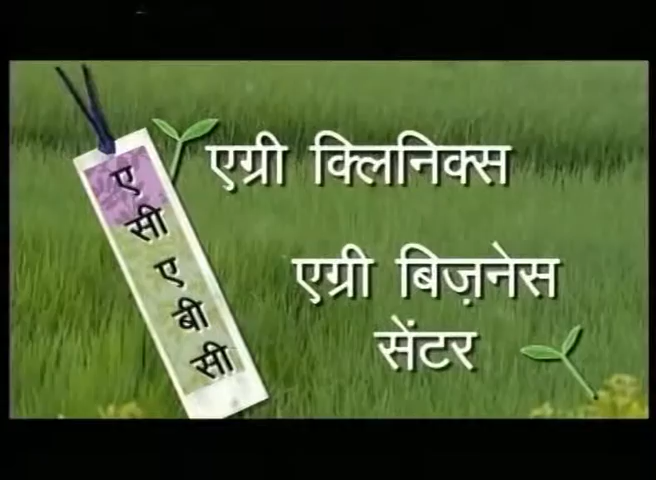 ए
सी
ए
बी
सी
एग्री क्लिनिक्स
एग्री बिज़नेस
सेंटर